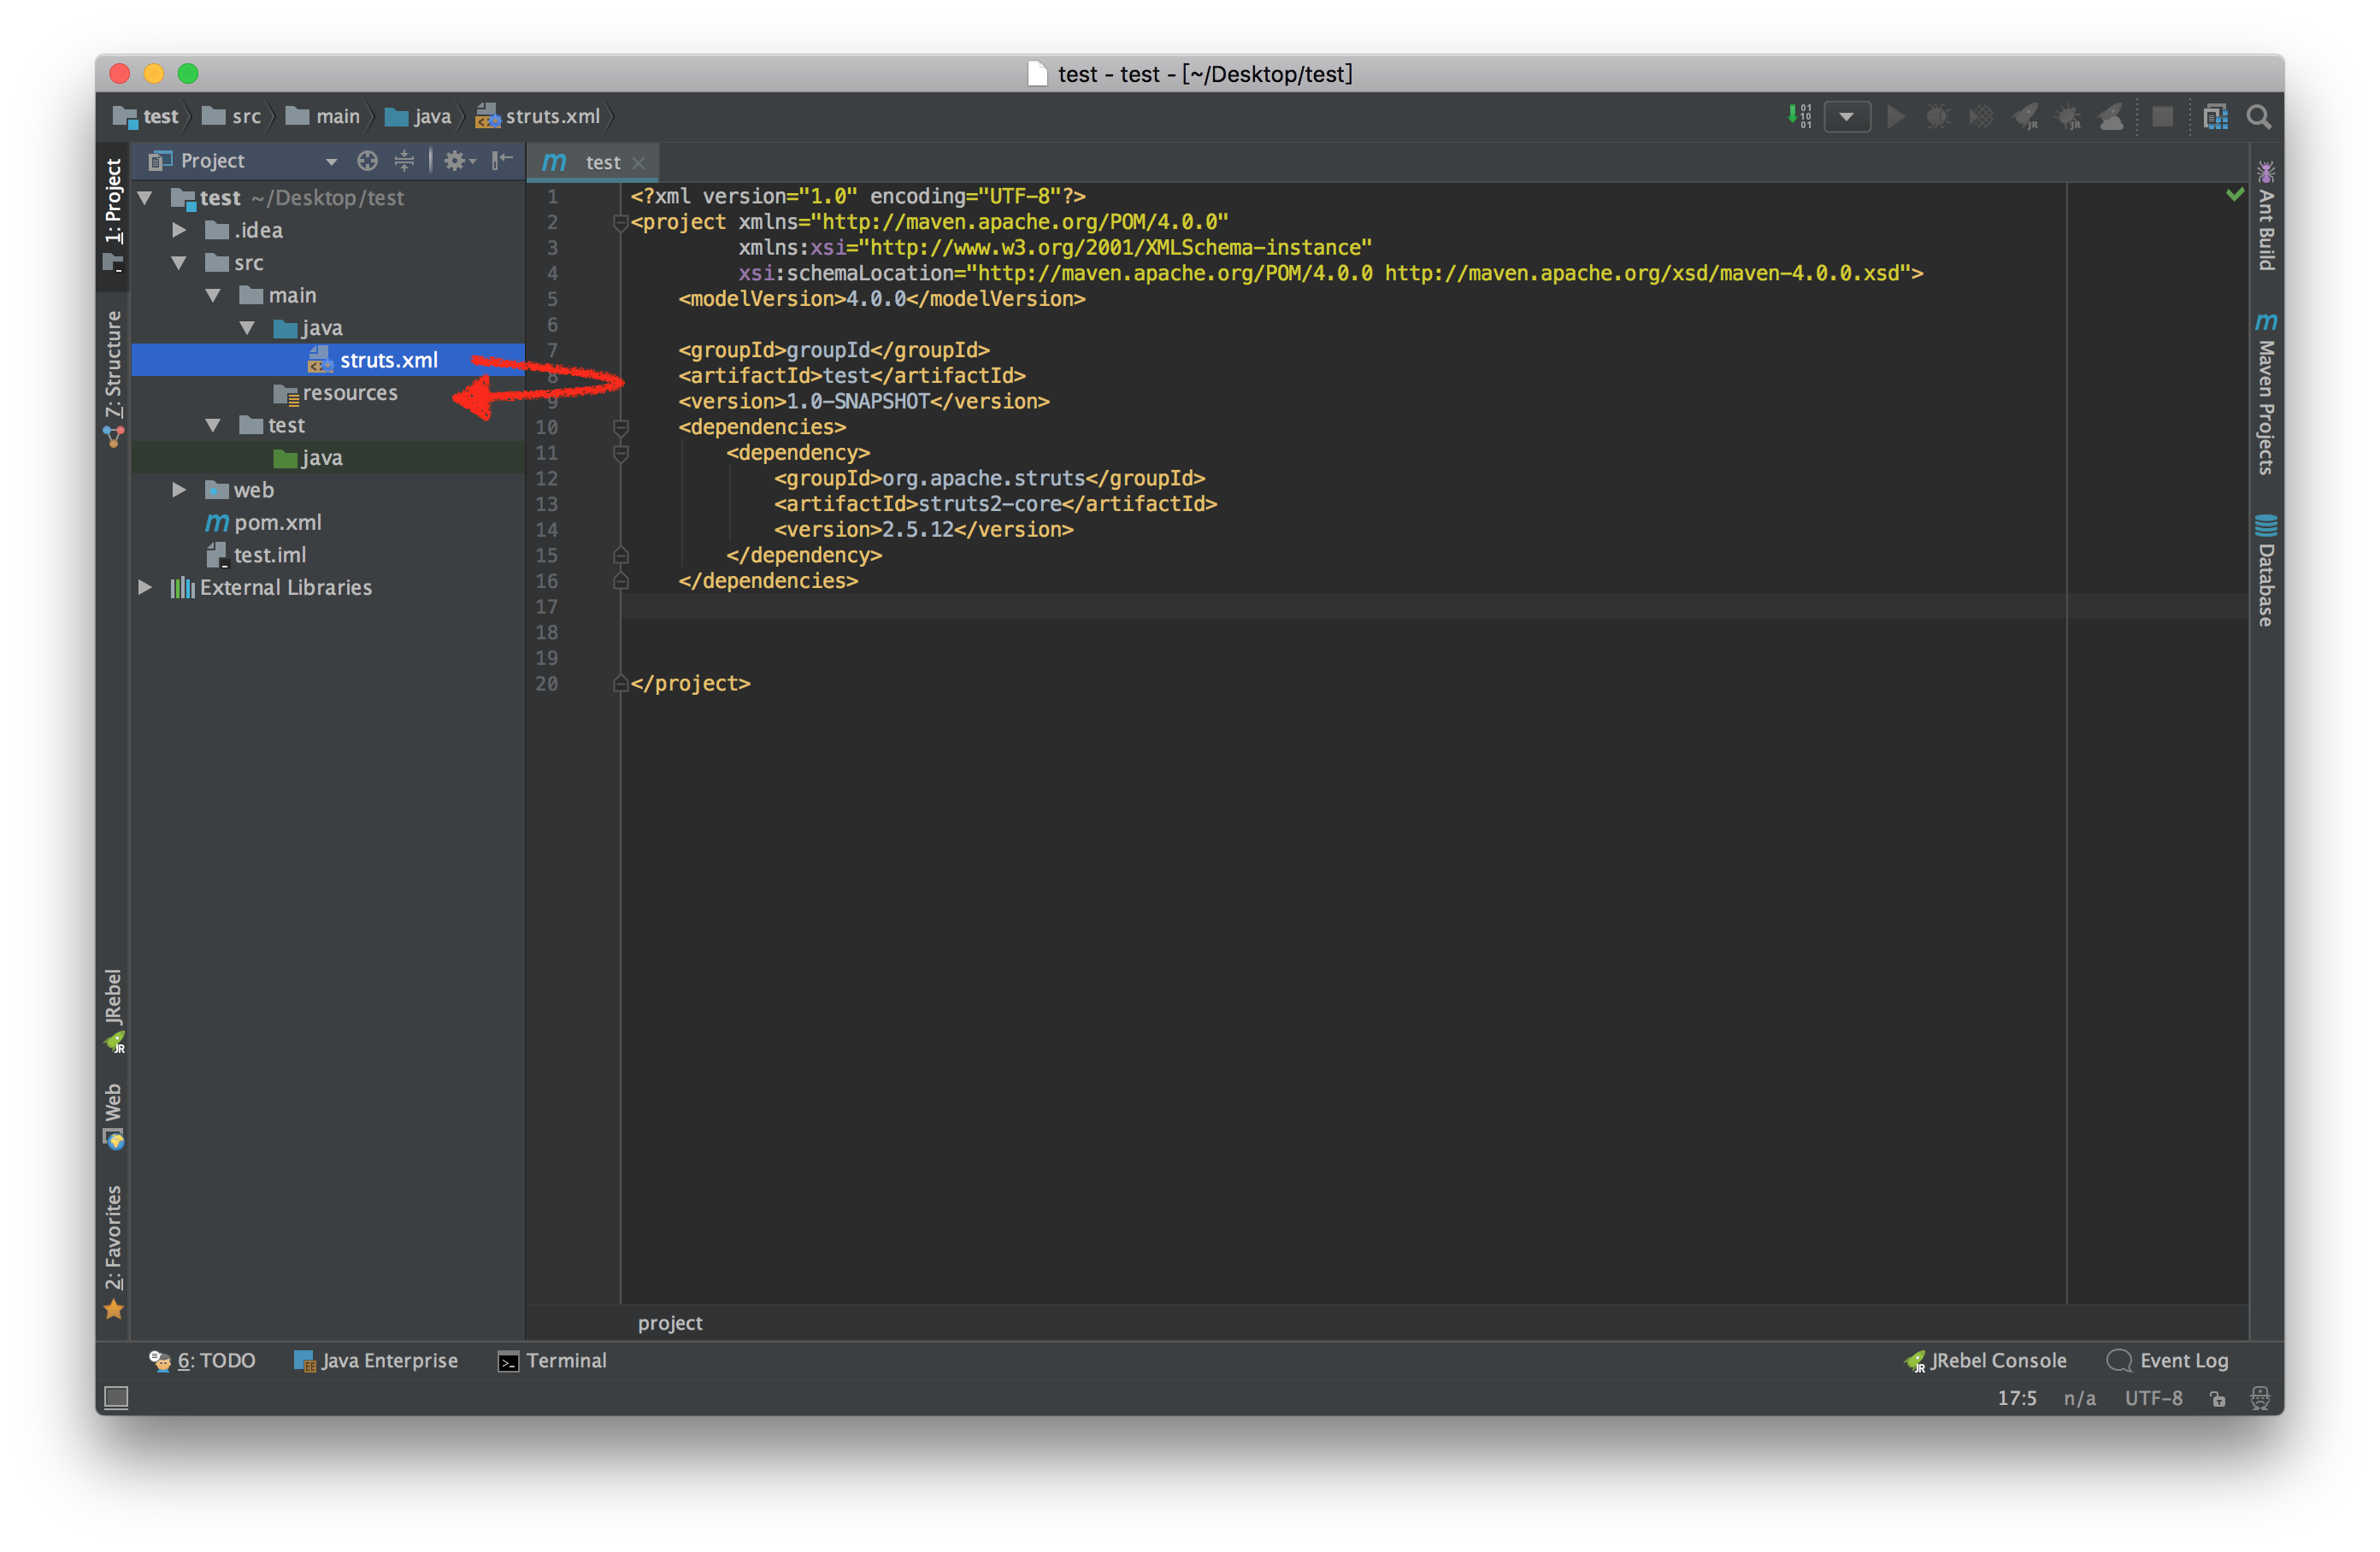 test - test - [~/Desktop/test]
test src main java struts.xml
01
10
01
JR
JR
1: Project
7: Structure
JRebel
JR
Web
2: Favorites
Project
test ~/Desktop/test
.idea
src
main
java
struts.xml
resources
test
java
web
m pom.xml
test.iml
External Libraries
m test
1 <?xml version="1.0" encoding="UTF-8"?>
2 <project xmlns="http://maven.apache.org/POM/4.0.0"
3 xmlns:xsi="http://www.w3.org/2001/XMLSchema-instance"
4 xsi:schemaLocation="http://maven.apache.org/POM/4.0.0 http://maven.apache.org/xsd/maven-4.0.0.xsd">
5 <modelVersion>4.0.0</modelVersion>
6
7 <groupId>groupId</groupId>
8 <artifactId>test</artifactId>
9 <version>1.0-SNAPSHOT</version>
10 <dependencies>
11 <dependency>
12 <groupId>org.apache.struts</groupId>
13 <artifactId>struts2-core</artifactId>
14 <version>2.5.12</version>
15 </dependency>
16 </dependencies>
17
18
19
20 </project>
project
Ant Build
m Maven Projects
Database
6: TODO Java Enterprise Terminal JRebel Console Event Log
17:5 n/a UTF-8